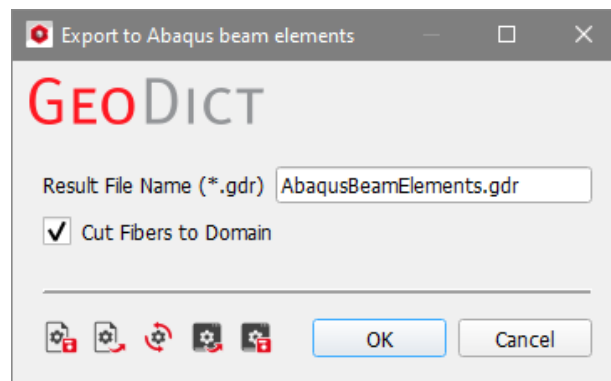 Export to Abaqus beam elements
GEODICT
Result File Name (*.gdr) AbaqusBeamElements.gdr
Cut Fibers to Domain
OK Cancel